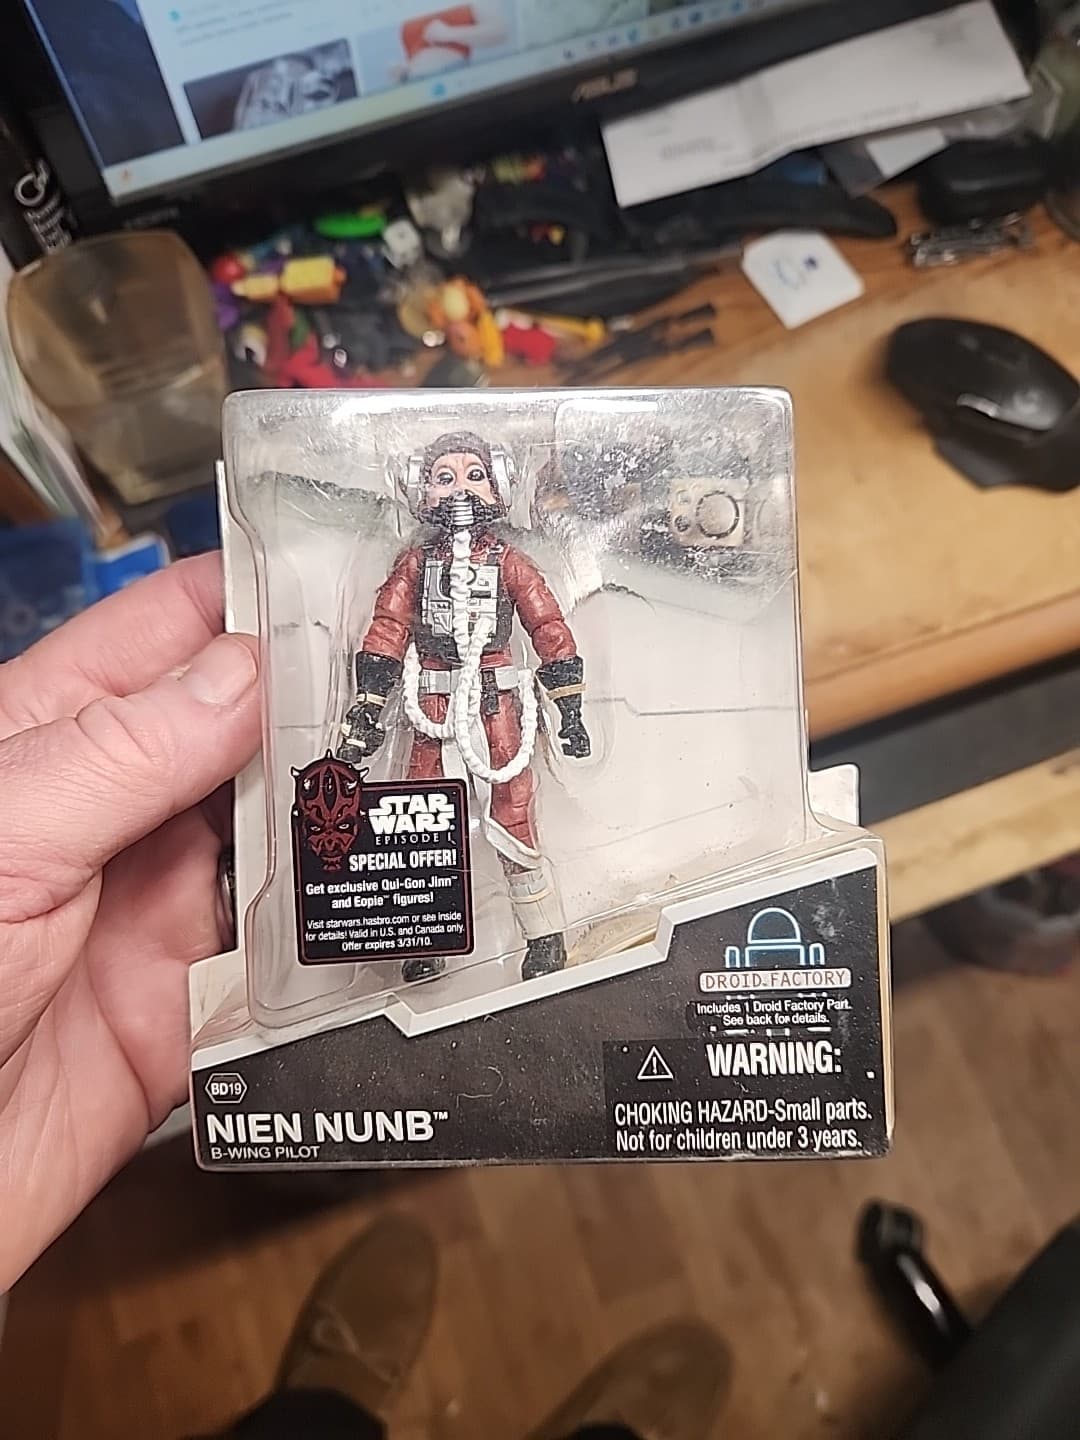 ASUS
STAR
WARS
EPISODE I
SPECIAL OFFER!
Get exclusive Qui-Gon Jinn™
and Eopie™ figures!
Visit starwars.hasbro.com or see inside
for details! Valid in U.S. and Canada only.
Offer expires 3/31/10.
DROID FACTORY
Includes 1 Droid Factory Part.
See back for details.
WARNING:
CHOKING HAZARD-Small parts.
Not for children under 3 years.
BD19
NIEN NUNB™
B-WING PILOT